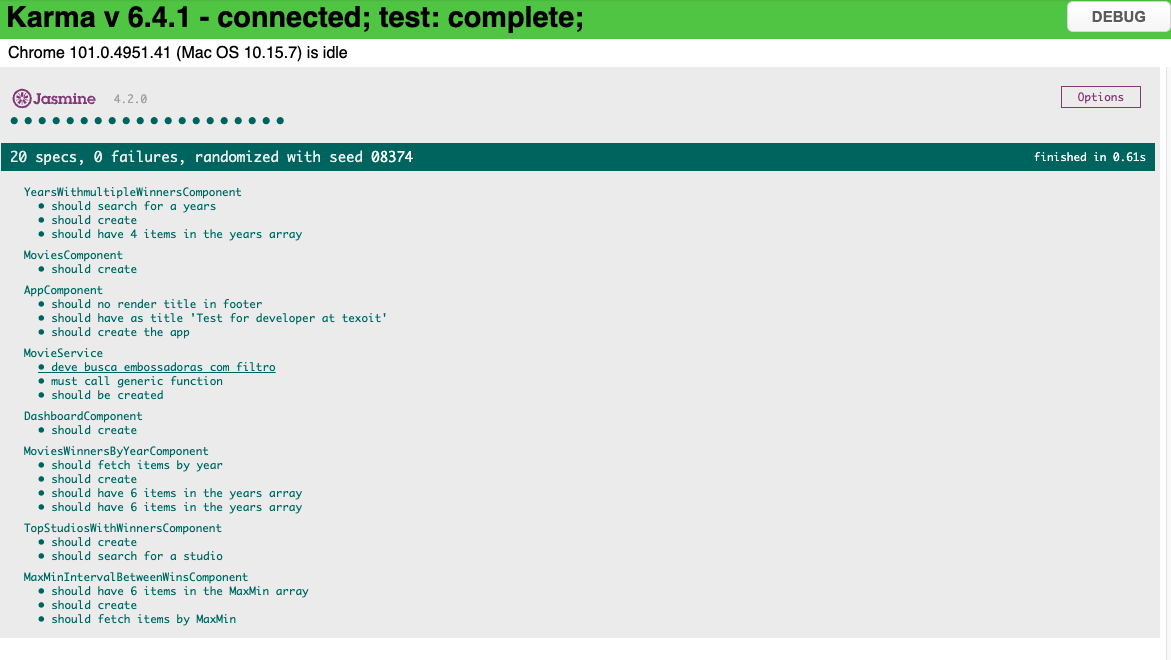 Karma v 6.4.1 - connected; test: complete;
DEBUG
Chrome 101.0.4951.41 (Mac OS 10.15.7) is idle
Jasmine 4.2.0
Options
20 specs, 0 failures, randomized with seed 08374
finished in 0.61s
YearsWithmultipleWinnersComponent
• should search for a years
• should create
• should have 4 items in the years array
MoviesComponent
• should create
AppComponent
• should no render title in footer
• should have as title 'Test for developer at texoit'
• should create the app
MovieService
• deve busca embossadoras com filtro
• must call generic function
• should be created
DashboardComponent
• should create
MoviesWinnersByYearComponent
• should fetch items by year
• should create
• should have 6 items in the years array
• should have 6 items in the years array
TopStudiosWithWinnersComponent
• should create
• should search for a studio
MaxMinIntervalBetweenWinsComponent
• should have 6 items in the MaxMin array
• should create
• should fetch items by MaxMin